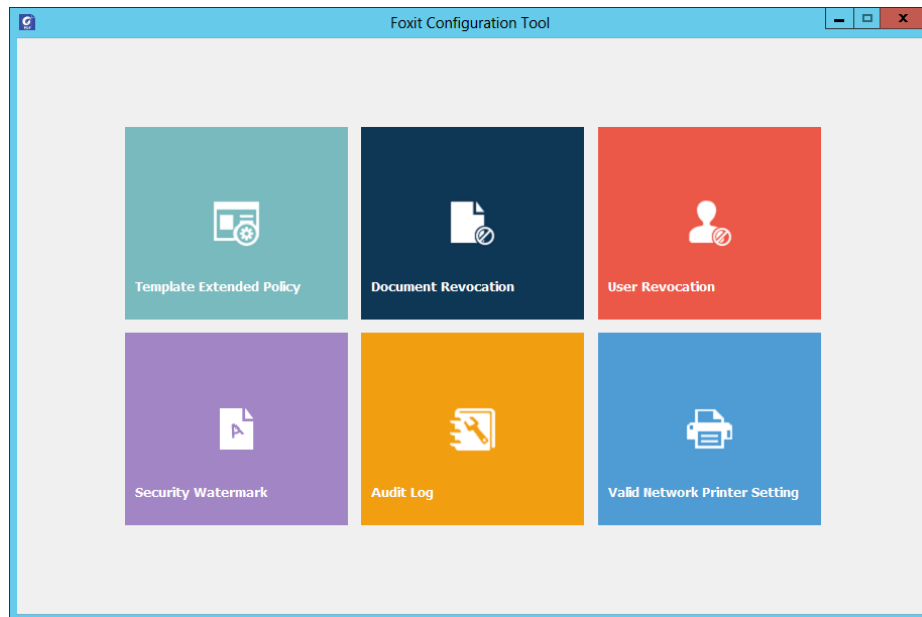 Foxit Configuration Tool
Template Extended Policy
Document Revocation
User Revocation
Security Watermark
Audit Log
Valid Network Printer Setting